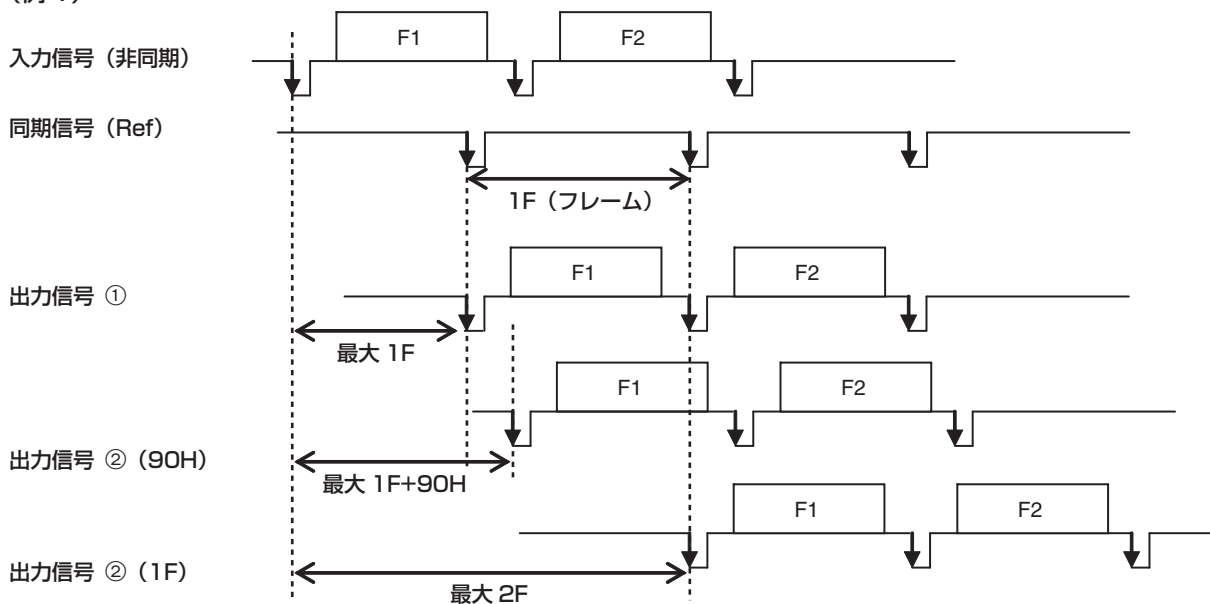 (例 1)
F1
F2
入力信号（非同期）
同期信号（Ref）
1F（フレーム）
F1
F2
出力信号 ①
最大 1F
F1
F2
出力信号 ②（90H）
最大 1F+90H
F1
F2
出力信号 ②（1F）
最大 2F